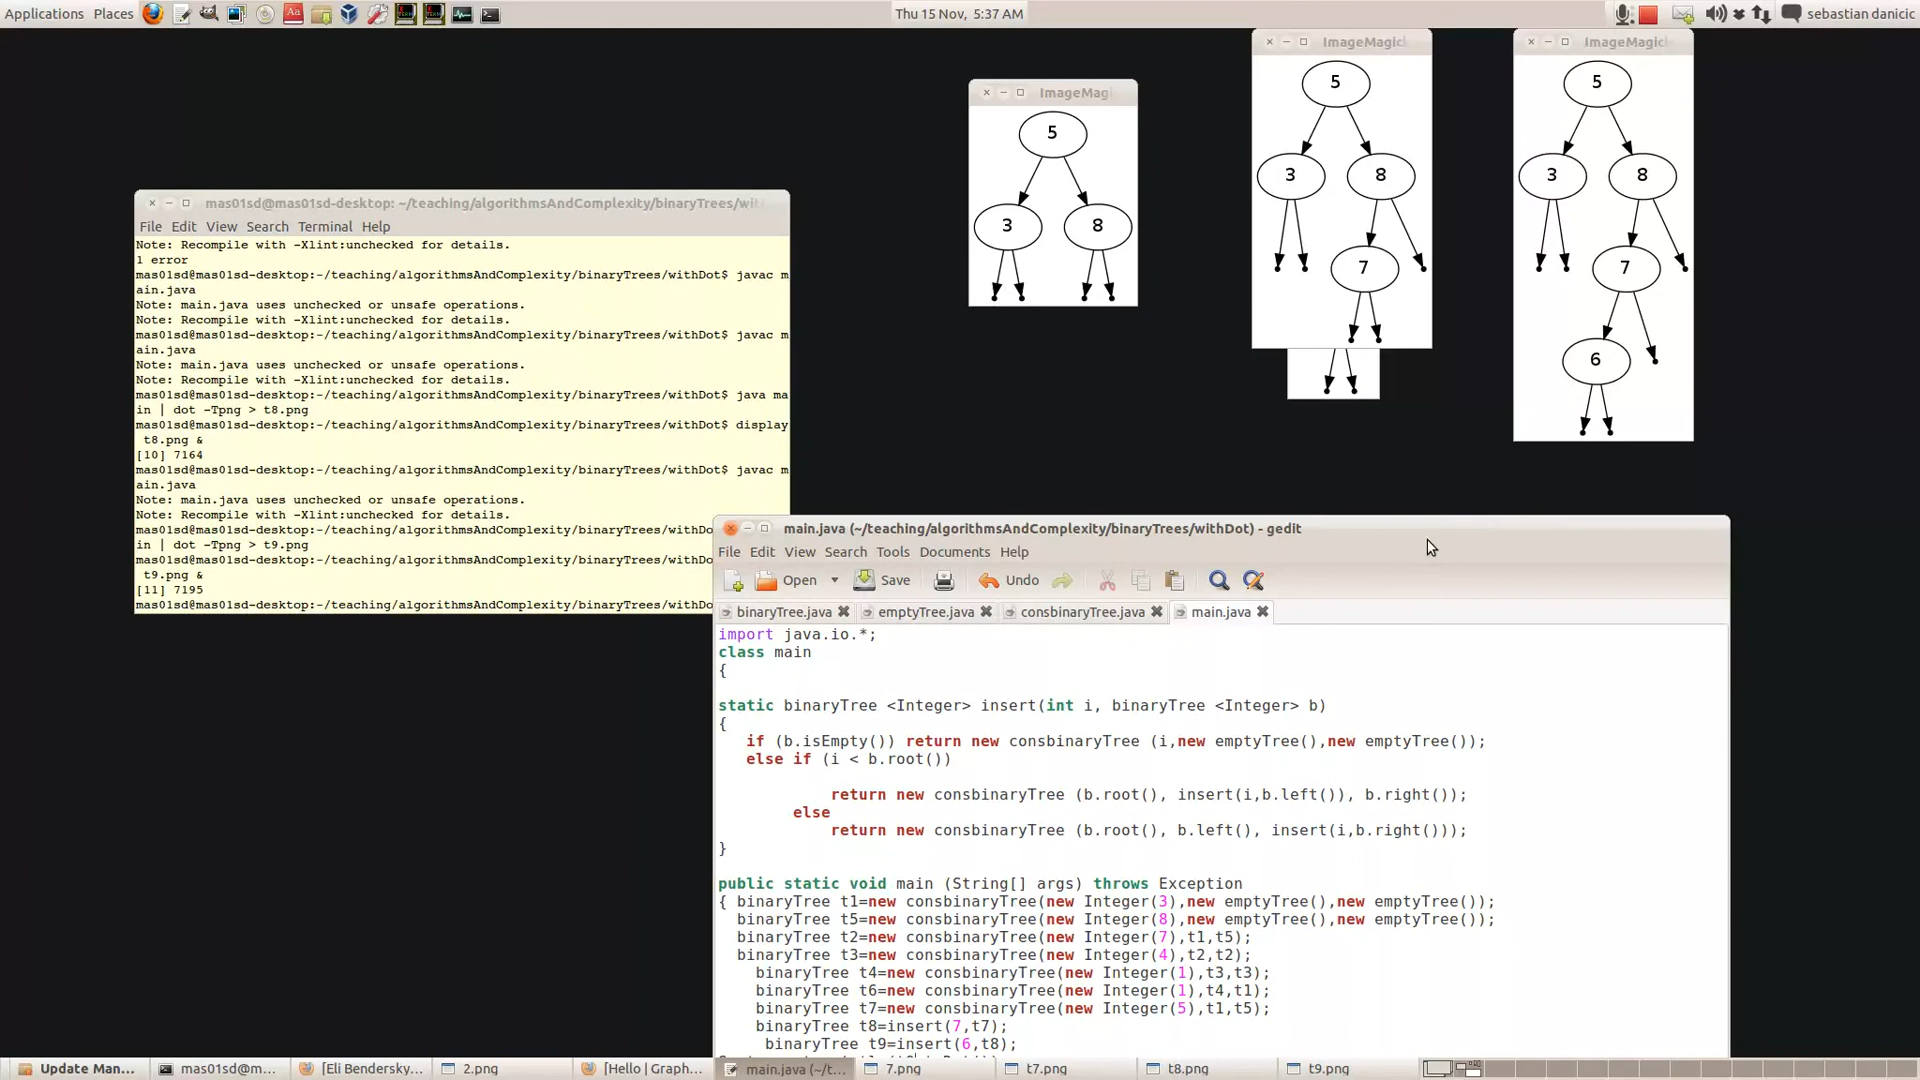 Applications Places
Thu 15 Nov, 5:37 AM
sebastian danicic
ImageMagic
5
3 8
7
ImageMagic
5
3 8
7
6
ImageMag
5
3 8
mas01sd@mas01sd-desktop: ~/teaching/algorithmsAndComplexity/binaryTrees/wit
File Edit View Search Terminal Help
Note: Recompile with -Xlint:unchecked for details.
1 error
mas01sd@mas01sd-desktop:~/teaching/algorithmsAndComplexity/binaryTrees/withDot$ javac m
ain.java
Note: main.java uses unchecked or unsafe operations.
Note: Recompile with -Xlint:unchecked for details.
mas01sd@mas01sd-desktop:~/teaching/algorithmsAndComplexity/binaryTrees/withDot$ javac m
ain.java
Note: main.java uses unchecked or unsafe operations.
Note: Recompile with -Xlint:unchecked for details.
mas01sd@mas01sd-desktop:~/teaching/algorithmsAndComplexity/binaryTrees/withDot$ java ma
in | dot -Tpng > t8.png
mas01sd@mas01sd-desktop:~/teaching/algorithmsAndComplexity/binaryTrees/withDot$ display
t8.png &
[10] 7164
mas01sd@mas01sd-desktop:~/teaching/algorithmsAndComplexity/binaryTrees/withDot$ javac m
ain.java
Note: main.java uses unchecked or unsafe operations.
Note: Recompile with -Xlint:unchecked for details.
mas01sd@mas01sd-desktop:~/teaching/algorithmsAndComplexity/binaryTrees/withDo
in | dot -Tpng > t9.png
mas01sd@mas01sd-desktop:~/teaching/algorithmsAndComplexity/binaryTrees/withDo
t9.png &
[11] 7195
mas01sd@mas01sd-desktop:~/teaching/algorithmsAndComplexity/binaryTrees/withDo
main.java (~/teaching/algorithmsAndComplexity/binaryTrees/withDot) - gedit
File Edit View Search Tools Documents Help
Open Save Undo
binaryTree.java emptyTree.java consbinaryTree.java main.java
import java.io.*;
class main
{
static binaryTree <Integer> insert(int i, binaryTree <Integer> b)
{
if (b.isEmpty()) return new consbinaryTree (i,new emptyTree(),new emptyTree());
else if (i < b.root())
return new consbinaryTree (b.root(), insert(i,b.left()), b.right());
else
return new consbinaryTree (b.root(), b.left(), insert(i,b.right()));
}
public static void main (String[] args) throws Exception
{ binaryTree t1=new consbinaryTree(new Integer(3),new emptyTree(),new emptyTree());
binaryTree t5=new consbinaryTree(new Integer(8),new emptyTree(),new emptyTree());
binaryTree t2=new consbinaryTree(new Integer(7),t1,t5);
binaryTree t3=new consbinaryTree(new Integer(4),t2,t2);
binaryTree t4=new consbinaryTree(new Integer(1),t3,t3);
binaryTree t6=new consbinaryTree(new Integer(1),t4,t1);
binaryTree t7=new consbinaryTree(new Integer(5),t1,t5);
binaryTree t8=insert(7,t7);
binaryTree t9=insert(6,t8);
Update Man... mas01sd@m... [Eli Bendersky... 2.png [Hello | Graph... main.java (~/t... 7.png t7.png t8.png t9.png